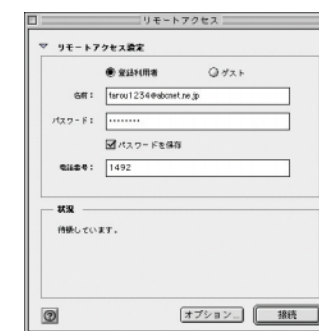 リモートアクセス
リモートアクセス設定
登録利用者 ゲスト
名前： tarou1234@abcnet.ne.jp
パスワード： ••••••••
パスワードを保存
電話番号： 1492
状況
待機しています。
オプション... 接続